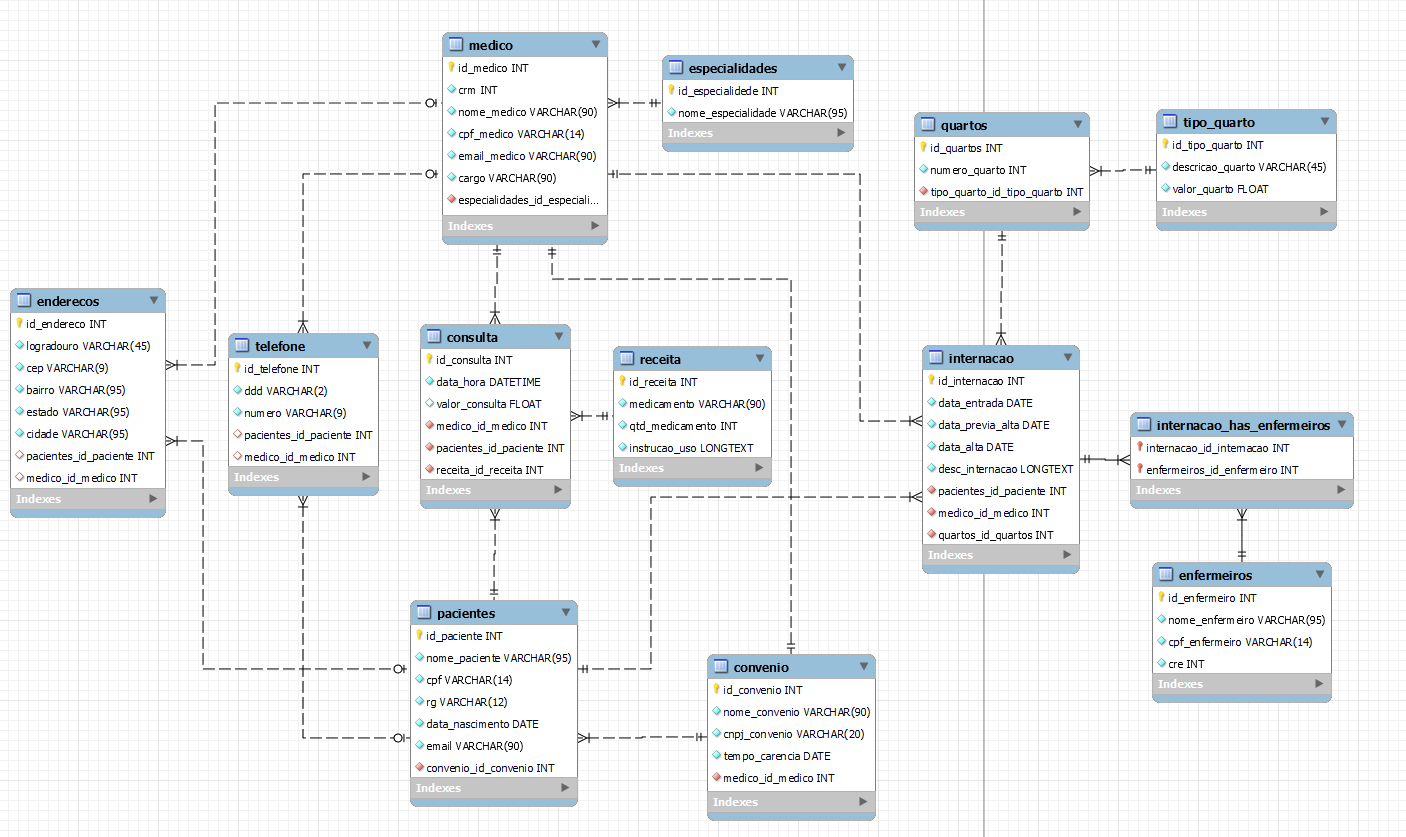 medico
id_medico INT
crm INT
nome_medico VARCHAR(90)
cpf_medico VARCHAR(14)
email_medico VARCHAR(90)
cargo VARCHAR(90)
especialidades_id_especiali...
Indexes
especialidades
id_especialidede INT
nome_especialidade VARCHAR(95)
Indexes
quartos
id_quartos INT
numero_quarto INT
tipo_quarto_id_tipo_quarto INT
Indexes
tipo_quarto
id_tipo_quarto INT
descricao_quarto VARCHAR(45)
valor_quarto FLOAT
Indexes
enderecos
id_endereco INT
logradouro VARCHAR(45)
cep VARCHAR(9)
bairro VARCHAR(95)
estado VARCHAR(95)
cidade VARCHAR(95)
pacientes_id_paciente INT
medico_id_medico INT
Indexes
telefone
id_telefone INT
ddd VARCHAR(2)
numero VARCHAR(9)
pacientes_id_paciente INT
medico_id_medico INT
Indexes
consulta
id_consulta INT
data_hora DATETIME
valor_consulta FLOAT
medico_id_medico INT
pacientes_id_paciente INT
receita_id_receita INT
Indexes
receita
id_receita INT
medicamento VARCHAR(90)
qtd_medicamento INT
instrucao_uso LONGTEXT
Indexes
internacao
id_internacao INT
data_entrada DATE
data_previa_alta DATE
data_alta DATE
desc_internacao LONGTEXT
pacientes_id_paciente INT
medico_id_medico INT
quartos_id_quartos INT
Indexes
internacao_has_enfermeiros
internacao_id_internacao INT
enfermeiros_id_enfermeiro INT
Indexes
enfermeiros
id_enfermeiro INT
nome_enfermeiro VARCHAR(95)
cpf_enfermeiro VARCHAR(14)
cre INT
Indexes
pacientes
id_paciente INT
nome_paciente VARCHAR(95)
cpf VARCHAR(14)
rg VARCHAR(12)
data_nascimento DATE
email VARCHAR(90)
convenio_id_convenio INT
Indexes
convenio
id_convenio INT
nome_convenio VARCHAR(90)
cnpj_convenio VARCHAR(20)
tempo_carencia DATE
medico_id_medico INT
Indexes